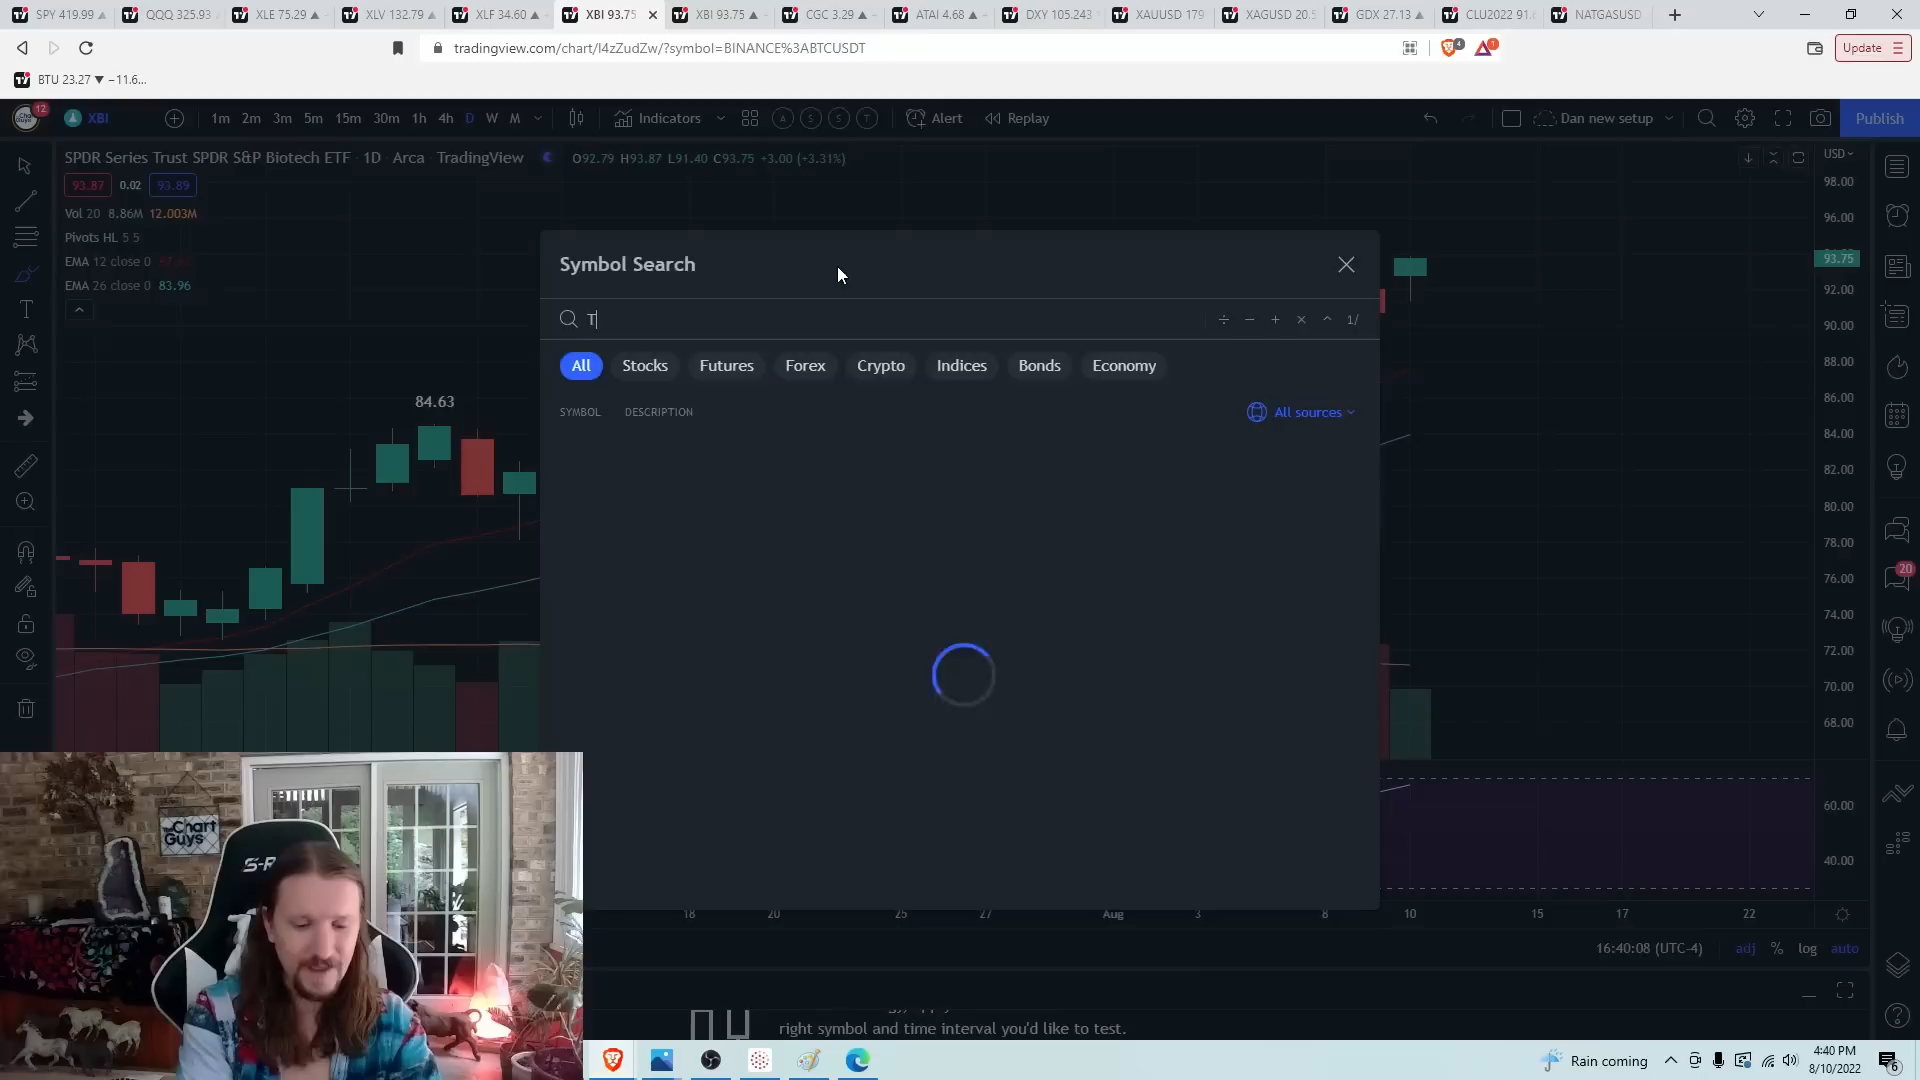 SPY 419.99 ▲
QQQ 325.93
XLE 75.29 ▲
XLV 132.79 ▲
XLF 34.60 ▲ –
XBI 93.75
XBI 93.75 ▲ –
CGC 3.29 ▲ –
ATAI 4.68 ▲ –
DXY 105.243
XAUUSD 179
XAGUSD 20.5
GDX 27.13 ▲
CLU2022 91.
NATGASUSD
tradingview.com/chart/I4zZudZw/?symbol=BINANCE%3ABTCUSDT
4
1
Update
BTU 23.27 ▼ −11.6...
12
XBI
1m 2m 3m 5m 15m 30m 1h 4h D W M
Indicators
A S S T
Alert
Replay
Dan new setup
Publish
SPDR Series Trust SPDR S&P Biotech ETF · 1D · Arca · TradingView
O92.79 H93.87 L91.40 C93.75 +3.00 (+3.31%)
USD
93.87 0.02 93.89
Vol 20 8.86M 12.003M
Pivots HL 5 5
EMA 12 close 0
EMA 26 close 0 83.96
84.63
Symbol Search
T
÷ − + × ^ 1/
All Stocks Futures Forex Crypto Indices Bonds Economy
SYMBOL DESCRIPTION
All sources
98.00
96.00
93.75
92.00
90.00
88.00
86.00
84.00
82.00
80.00
78.00
76.00
74.00
72.00
70.00
68.00
60.00
40.00
20
18 20 25 27 Aug 3 8 10 15 17 22
16:40:08 (UTC-4)
adj % log auto
right symbol and time interval you'd like to test.
The Chart Guys
S-R
Rain coming
4:40 PM
8/10/2022
6